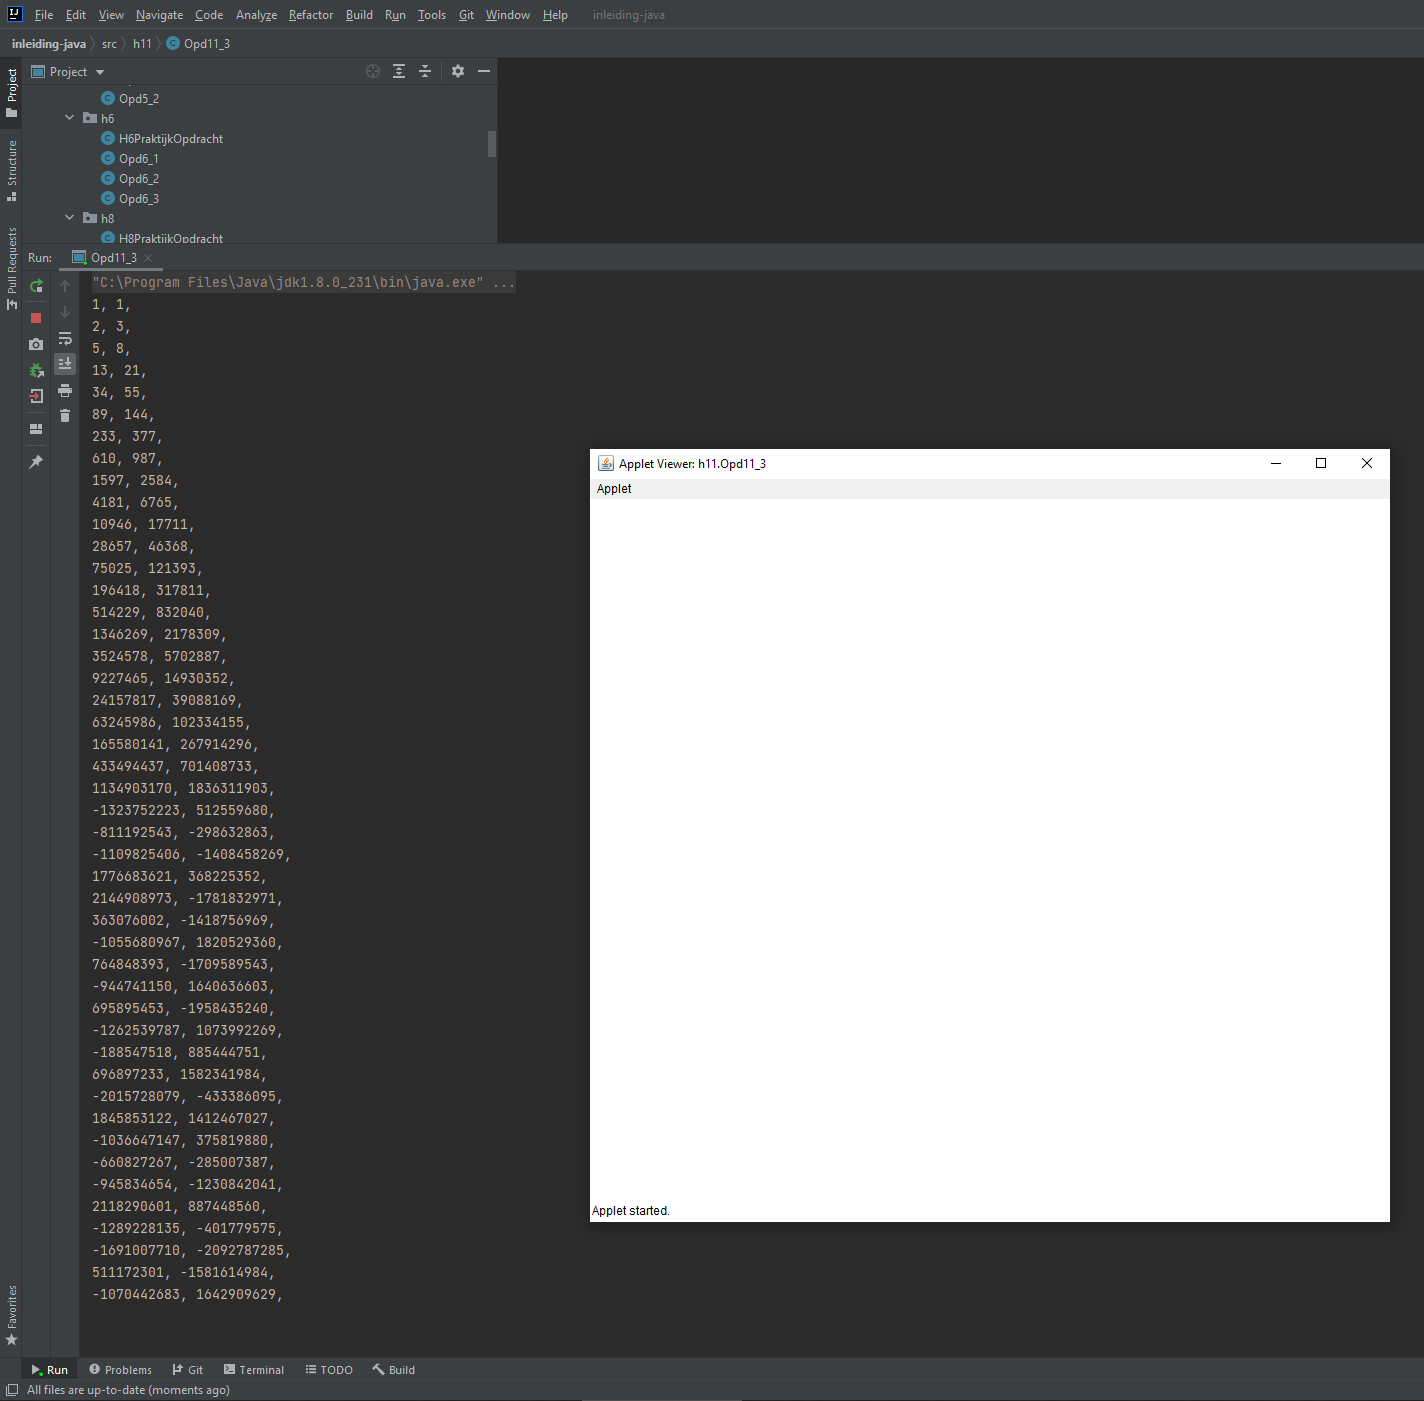 File Edit View Navigate Code Analyze Refactor Build Run Tools Git Window Help inleiding-java
inleiding-java src h11 Opd11_3
Project
Project
Opd5_2
h6
H6PraktijkOpdracht
Opd6_1
Opd6_2
Opd6_3
h8
H8PraktijkOpdracht
Structure
Pull Requests
Run: Opd11_3
"C:\Program Files\Java\jdk1.8.0_231\bin\java.exe" ...
1, 1,
2, 3,
5, 8,
13, 21,
34, 55,
89, 144,
233, 377,
610, 987,
1597, 2584,
4181, 6765,
10946, 17711,
28657, 46368,
75025, 121393,
196418, 317811,
514229, 832040,
1346269, 2178309,
3524578, 5702887,
9227465, 14930352,
24157817, 39088169,
63245986, 102334155,
165580141, 267914296,
433494437, 701408733,
1134903170, 1836311903,
-1323752223, 512559680,
-811192543, -298632863,
-1109825406, -1408458269,
1776683621, 368225352,
2144908973, -1781832971,
363076002, -1418756969,
-1055680967, 1820529360,
764848393, -1709589543,
-944741150, 1640636603,
695895453, -1958435240,
-1262539787, 1073992269,
-188547518, 885444751,
696897233, 1582341984,
-2015728079, -433386095,
1845853122, 1412467027,
-1036647147, 375819880,
-660827267, -285007387,
-945834654, -1230842041,
2118290601, 887448560,
-1289228135, -401779575,
-1691007710, -2092787285,
511172301, -1581614984,
-1070442683, 1642909629,
Applet Viewer: h11.Opd11_3
Applet
Applet started.
Favorites
Run Problems Git Terminal TODO Build
All files are up-to-date (moments ago)